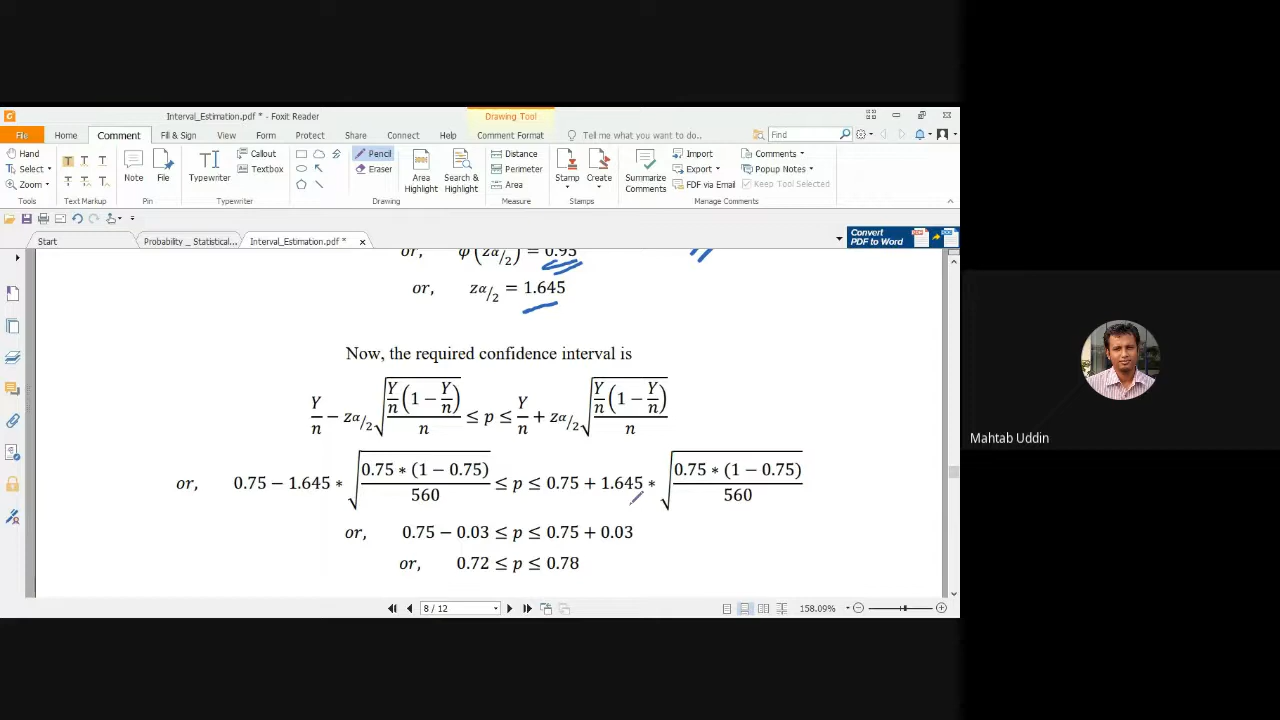 Interval_Estimation.pdf * - Foxit Reader
Drawing Tool
File Home Comment Fill & Sign View Form Protect Share Connect Help Comment Format Tell me what you want to do.. Find
Hand Select Zoom Tools
T T T T T T Text Markup
Note File Pin
Typewriter Callout Textbox Typewriter
Pencil Eraser Drawing
Area Highlight Search & Highlight
Distance Perimeter Area Measure
Stamp Create Stamps
Summarize Comments Import Export FDF via Email Comments Popup Notes Keep Tool Selected Manage Comments
Start Probability _ Statistical... Interval_Estimation.pdf * Convert PDF to Word
or, φ(zα/2) = 0.95
or, zα/2 = 1.645
Now, the required confidence interval is
Y/n − zα/2 √(Y/n(1 − Y/n)/n) ≤ p ≤ Y/n + zα/2 √(Y/n(1 − Y/n)/n)
or, 0.75 − 1.645 * √(0.75 * (1 − 0.75)/560) ≤ p ≤ 0.75 + 1.645 * √(0.75 * (1 − 0.75)/560)
or, 0.75 − 0.03 ≤ p ≤ 0.75 + 0.03
or, 0.72 ≤ p ≤ 0.78
8 / 12 158.09%
Mahtab Uddin